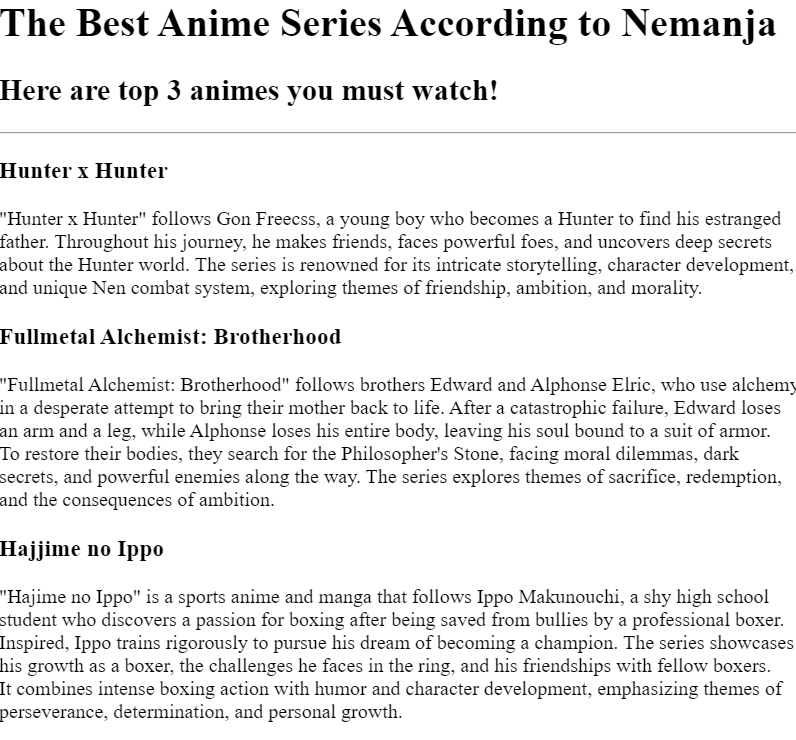 The Best Anime Series According to Nemanja
Here are top 3 animes you must watch!
Hunter x Hunter
"Hunter x Hunter" follows Gon Freecss, a young boy who becomes a Hunter to find his estranged
father. Throughout his journey, he makes friends, faces powerful foes, and uncovers deep secrets
about the Hunter world. The series is renowned for its intricate storytelling, character development,
and unique Nen combat system, exploring themes of friendship, ambition, and morality.
Fullmetal Alchemist: Brotherhood
"Fullmetal Alchemist: Brotherhood" follows brothers Edward and Alphonse Elric, who use alchemy
in a desperate attempt to bring their mother back to life. After a catastrophic failure, Edward loses
an arm and a leg, while Alphonse loses his entire body, leaving his soul bound to a suit of armor.
To restore their bodies, they search for the Philosopher's Stone, facing moral dilemmas, dark
secrets, and powerful enemies along the way. The series explores themes of sacrifice, redemption,
and the consequences of ambition.
Hajjime no Ippo
"Hajime no Ippo" is a sports anime and manga that follows Ippo Makunouchi, a shy high school
student who discovers a passion for boxing after being saved from bullies by a professional boxer.
Inspired, Ippo trains rigorously to pursue his dream of becoming a champion. The series showcases
his growth as a boxer, the challenges he faces in the ring, and his friendships with fellow boxers.
It combines intense boxing action with humor and character development, emphasizing themes of
perseverance, determination, and personal growth.